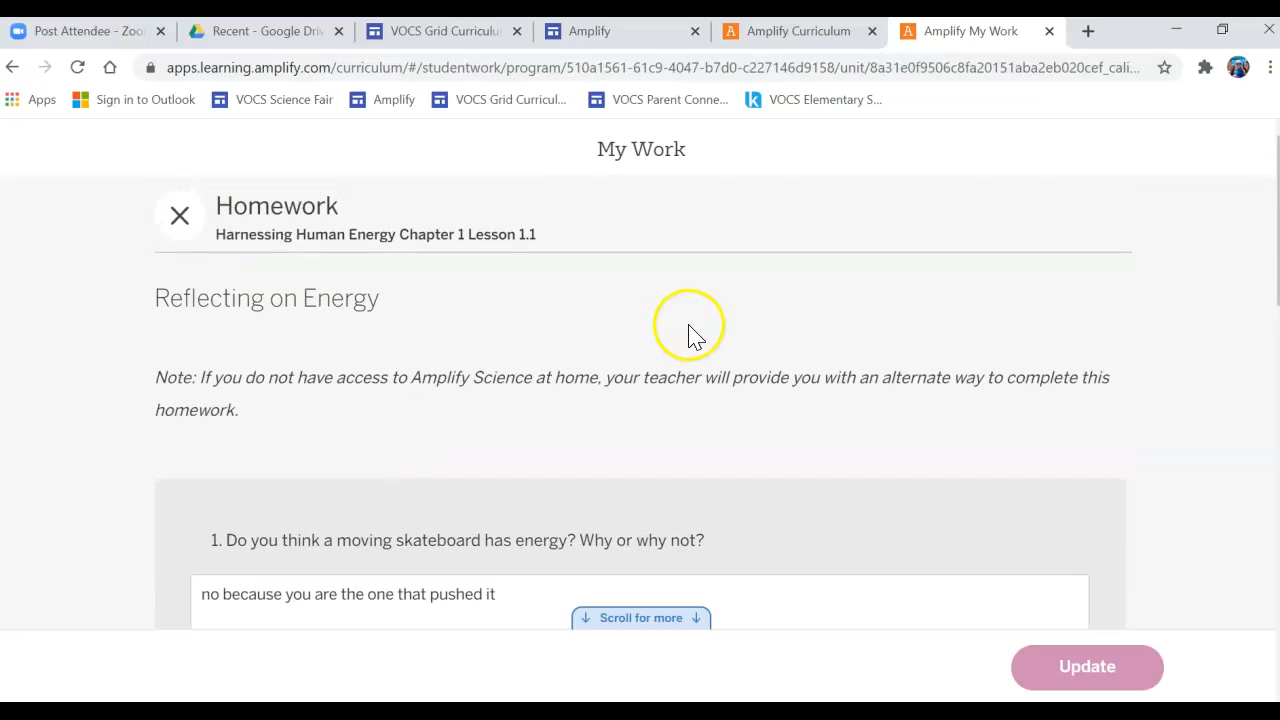 Post Attendee - Zoo
Recent - Google Driv
VOCS Grid Curricul
Amplify
Amplify Curriculum
Amplify My Work
apps.learning.amplify.com/curriculum/#/studentwork/program/510a1561-61c9-4047-b7d0-c227146d9158/unit/8a31e0f9506c8fa20151aba2eb020cef_cali...
Apps
Sign in to Outlook
VOCS Science Fair
Amplify
VOCS Grid Curricul...
VOCS Parent Conne...
VOCS Elementary S...
My Work
Homework
Harnessing Human Energy Chapter 1 Lesson 1.1
Reflecting on Energy
Note: If you do not have access to Amplify Science at home, your teacher will provide you with an alternate way to complete this
homework.
1. Do you think a moving skateboard has energy? Why or why not?
no because you are the one that pushed it
↓ Scroll for more ↓
Update